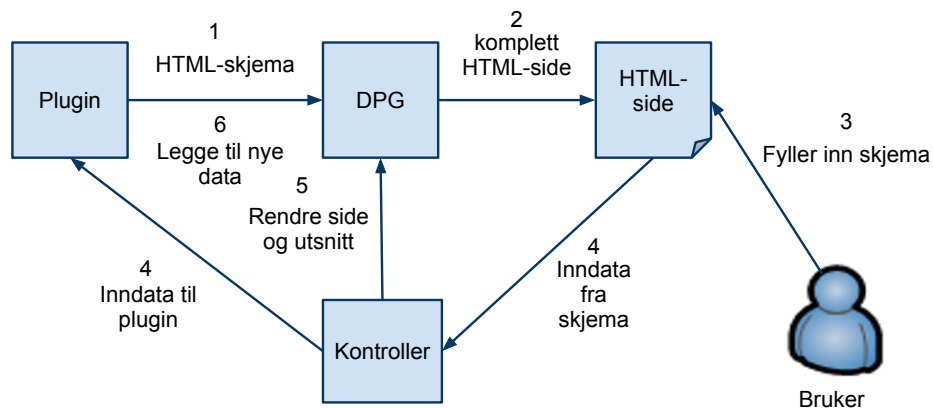 1
HTML-skjema
2
komplett
HTML-side
Plugin
DPG
HTML-
side
3
Fyller inn skjema
6
Legge til nye
data
5
Rendre side
og utsnitt
4
Inndata til
plugin
4
Inndata
fra
skjema
Kontroller
Bruker